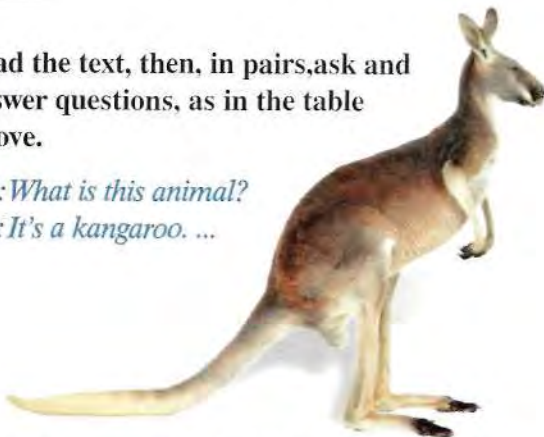 ad the text, then, in pairs,ask and
swer questions, as in the table
ove.
: What is this animal?
: It's a kangaroo. ...